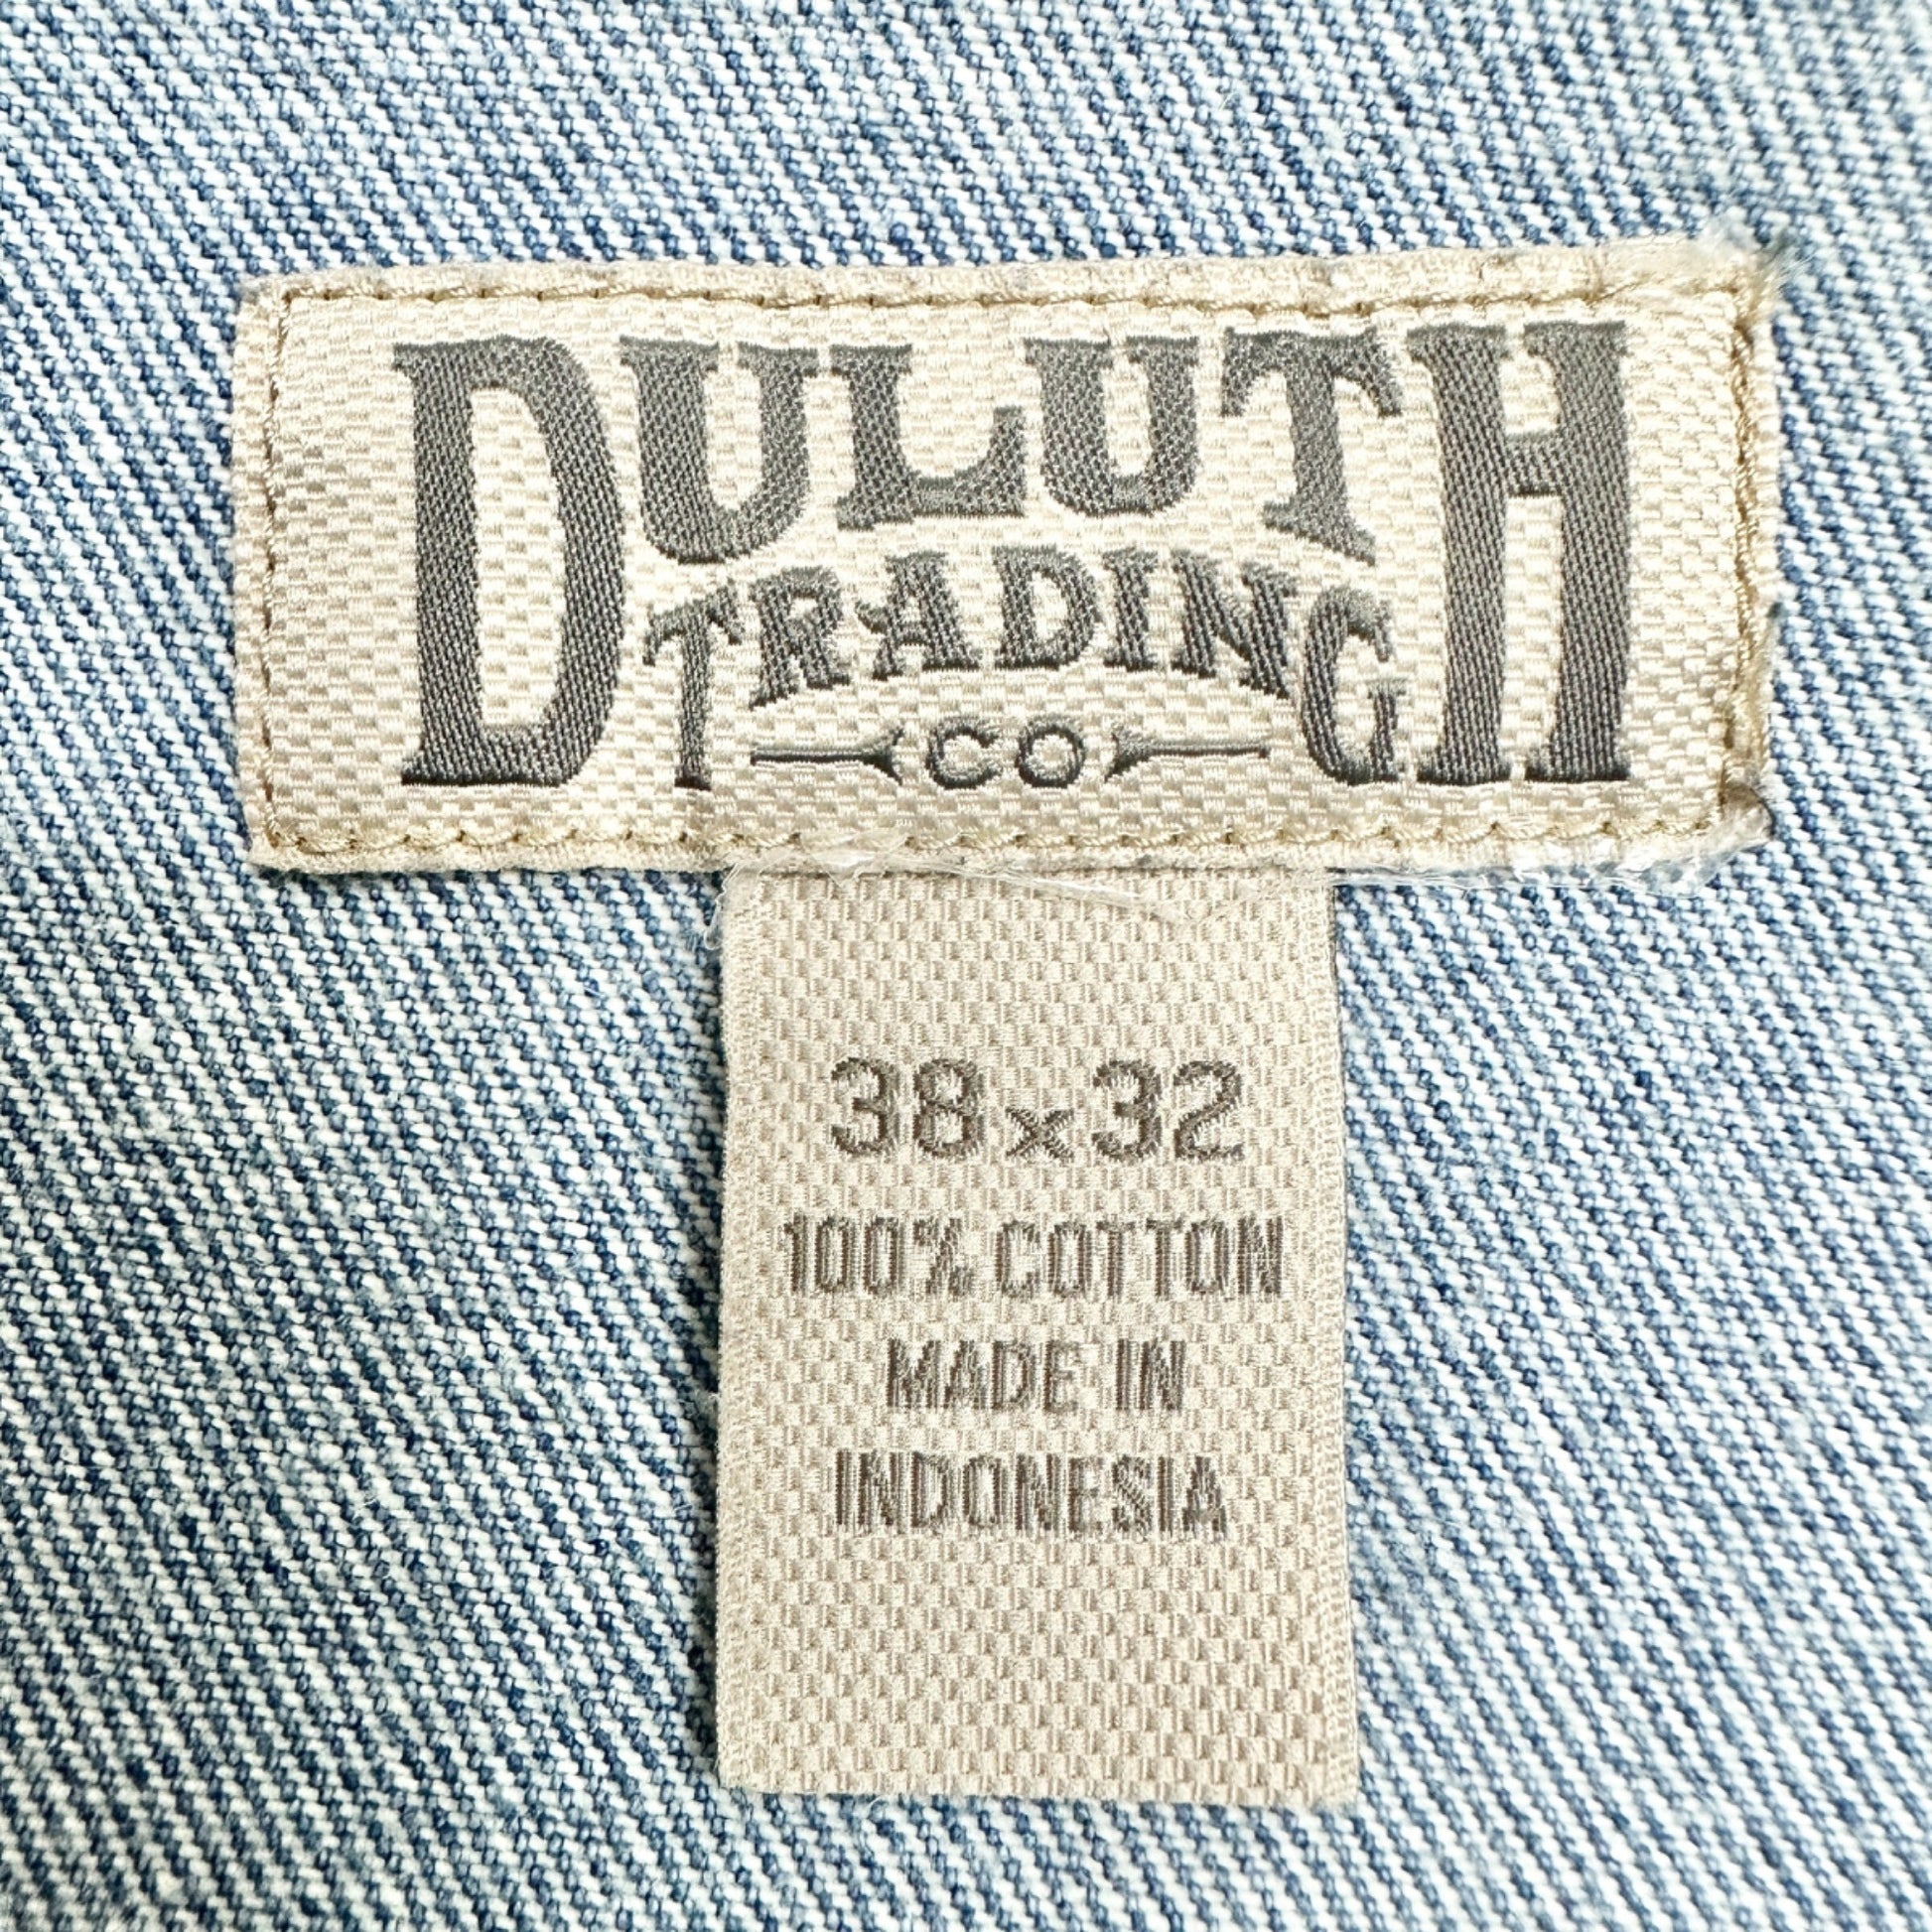 DULUTH
TRADING
CO
38x32
100% COTTON
MADE IN
INDONESIA